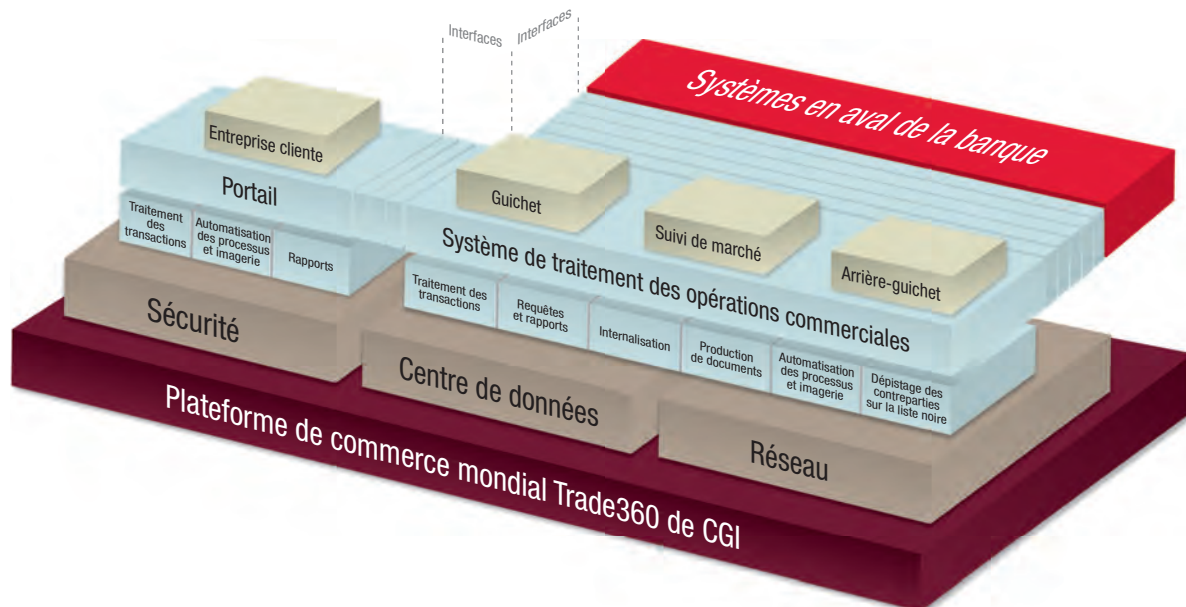 Interfaces
Interfaces
Systèmes en aval de la banque
Entreprise cliente
Portail
Guichet
Suivi de marché
Arrière-guichet
Système de traitement des opérations commerciales
Traitement
des
transactions
Automatisation
des processus
et imagerie
Rapports
Traitement des
transactions
Requêtes
et rapports
Internalisation
Production
de documents
Automatisation
des processus
et imagerie
Dépistage des
contreparties
sur la liste noire
Sécurité
Centre de données
Réseau
Plateforme de commerce mondial Trade360 de CGI